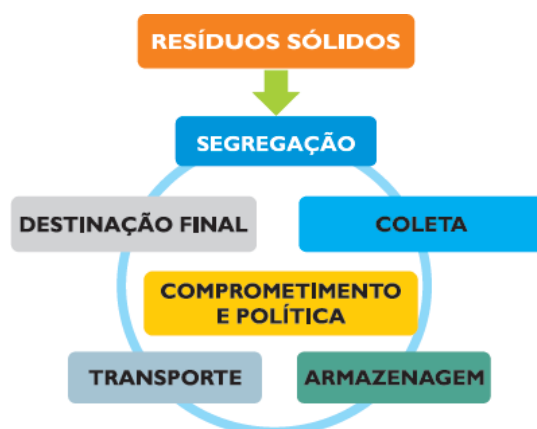 RESÍDUOS SÓLIDOS
SEGREGAÇÃO
DESTINAÇÃO FINAL
COLETA
COMPROMETIMENTO
E POLÍTICA
TRANSPORTE
ARMAZENAGEM